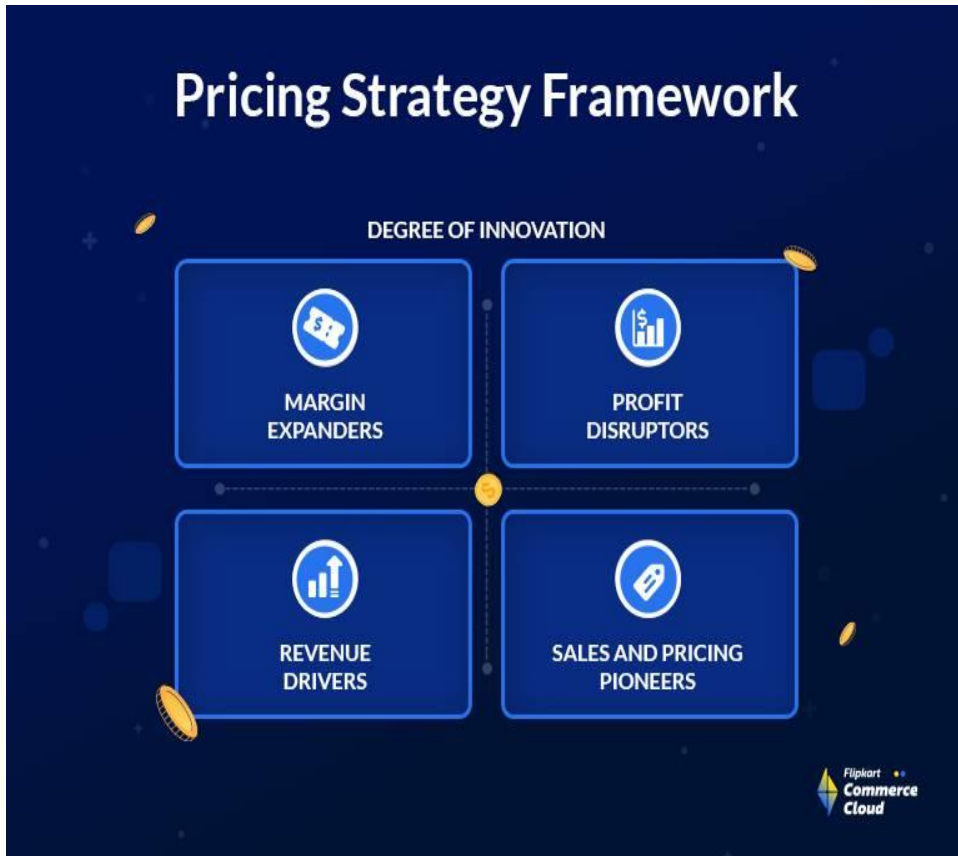 Pricing Strategy Framework
DEGREE OF INNOVATION
MARGIN
EXPANDERS
PROFIT
DISRUPTORS
REVENUE
DRIVERS
SALES AND PRICING
PIONEERS
Flipkart
Commerce
Cloud